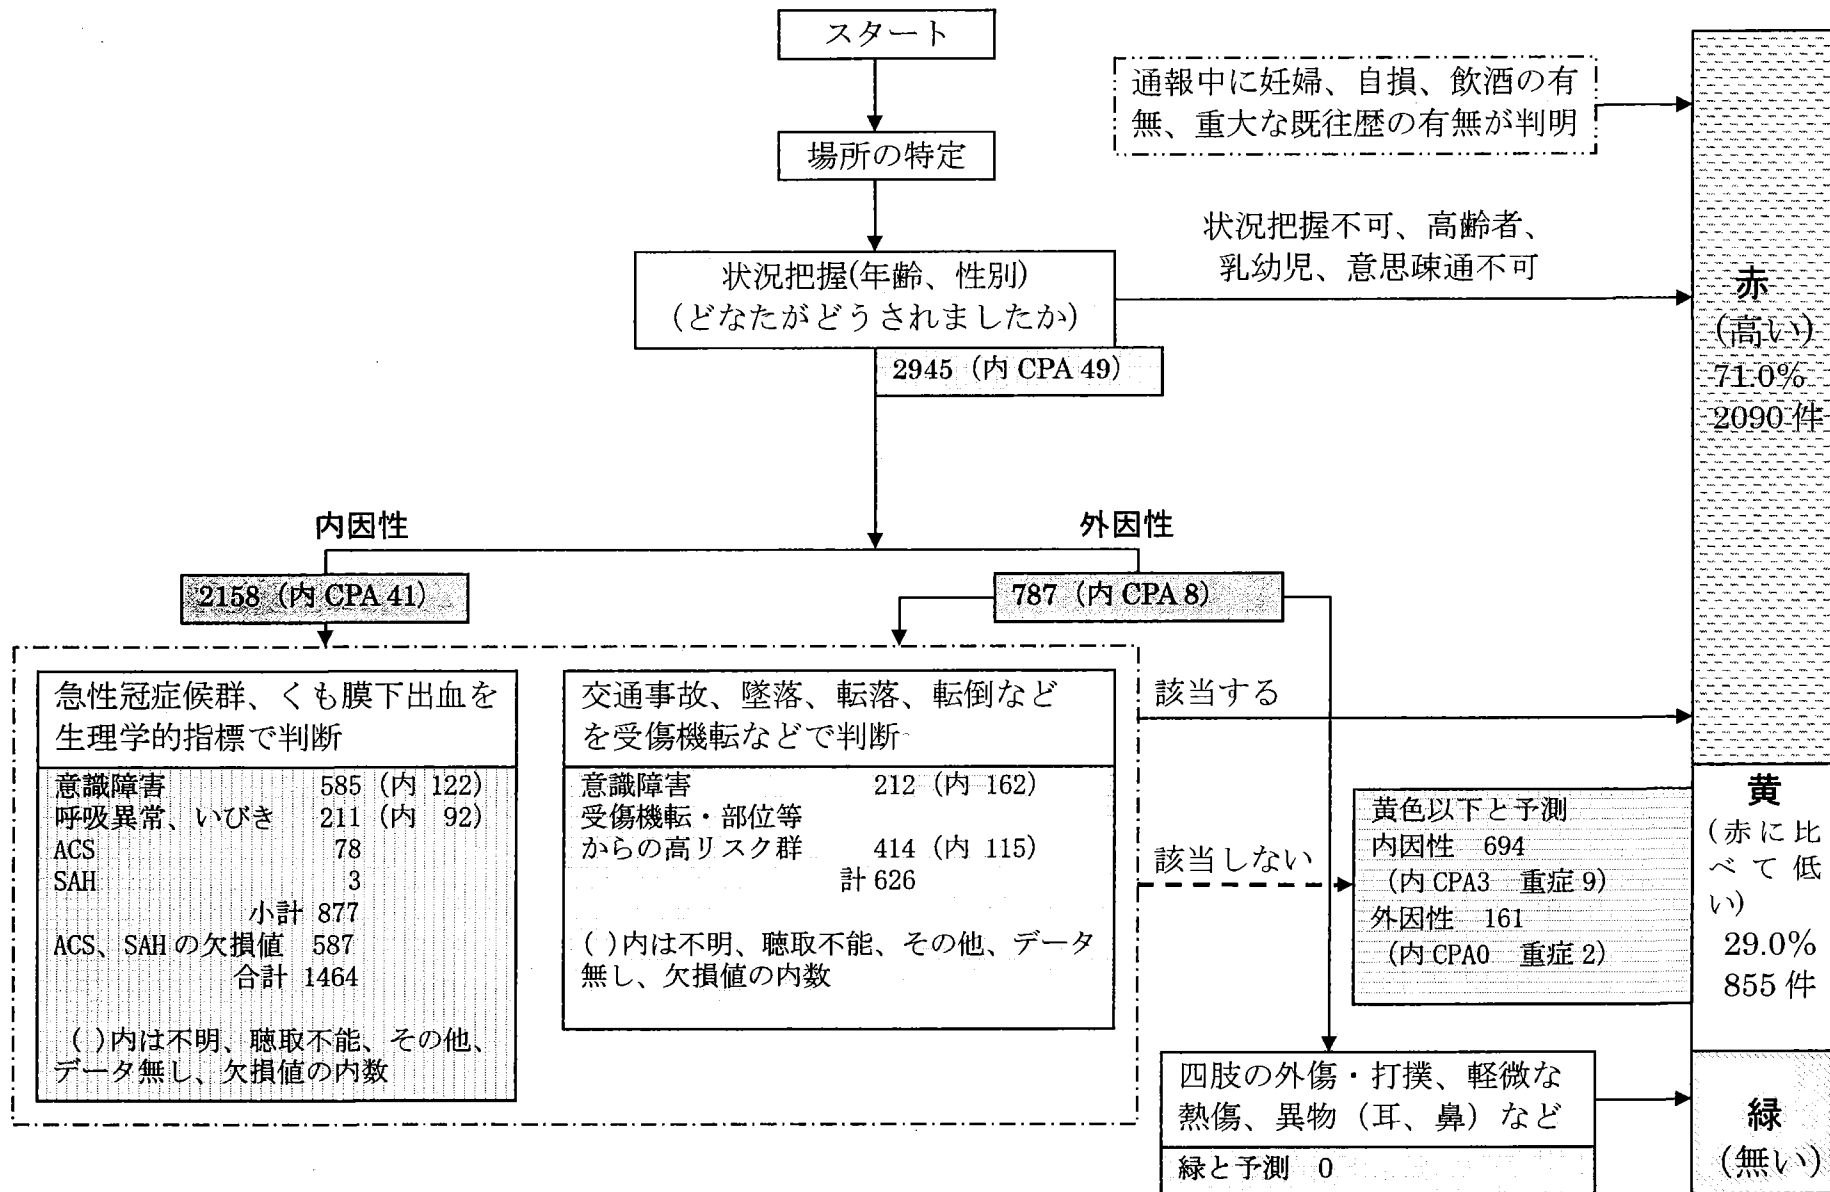 スタート
通報中に妊婦、自損、飲酒の有
無、重大な既往歴の有無が判明
場所の特定
状況把握不可、高齢者、
乳幼児、意思疎通不可
状況把握(年齢、性別)
(どなたがどうされましたか)
2945 (内 CPA 49)
赤
(高い)
71.0%
2090 件
内因性
外因性
2158 (内 CPA 41)
787 (内 CPA 8)
急性冠症候群、くも膜下出血を
生理学的指標で判断
意識障害 585 (内 122)
呼吸異常、いびき 211 (内 92)
ACS 78
SAH 3
小計 877
ACS、SAH の欠損値 587
合計 1464
( )内は不明、聴取不能、その他、
データ無し、欠損値の内数
交通事故、墜落、転落、転倒など
を受傷機転などで判断
意識障害 212 (内 162)
受傷機転・部位等
からの高リスク群 414 (内 115)
計 626
( )内は不明、聴取不能、その他、データ
無し、欠損値の内数
該当する
該当しない
黄色以下と予測
内因性 694
(内 CPA3 重症 9)
外因性 161
(内 CPA0 重症 2)
黄
(赤に比
べて低
い)
29.0%
855 件
四肢の外傷・打撲、軽微な
熱傷、異物(耳、鼻)など
緑と予測 0
緑
(無い)